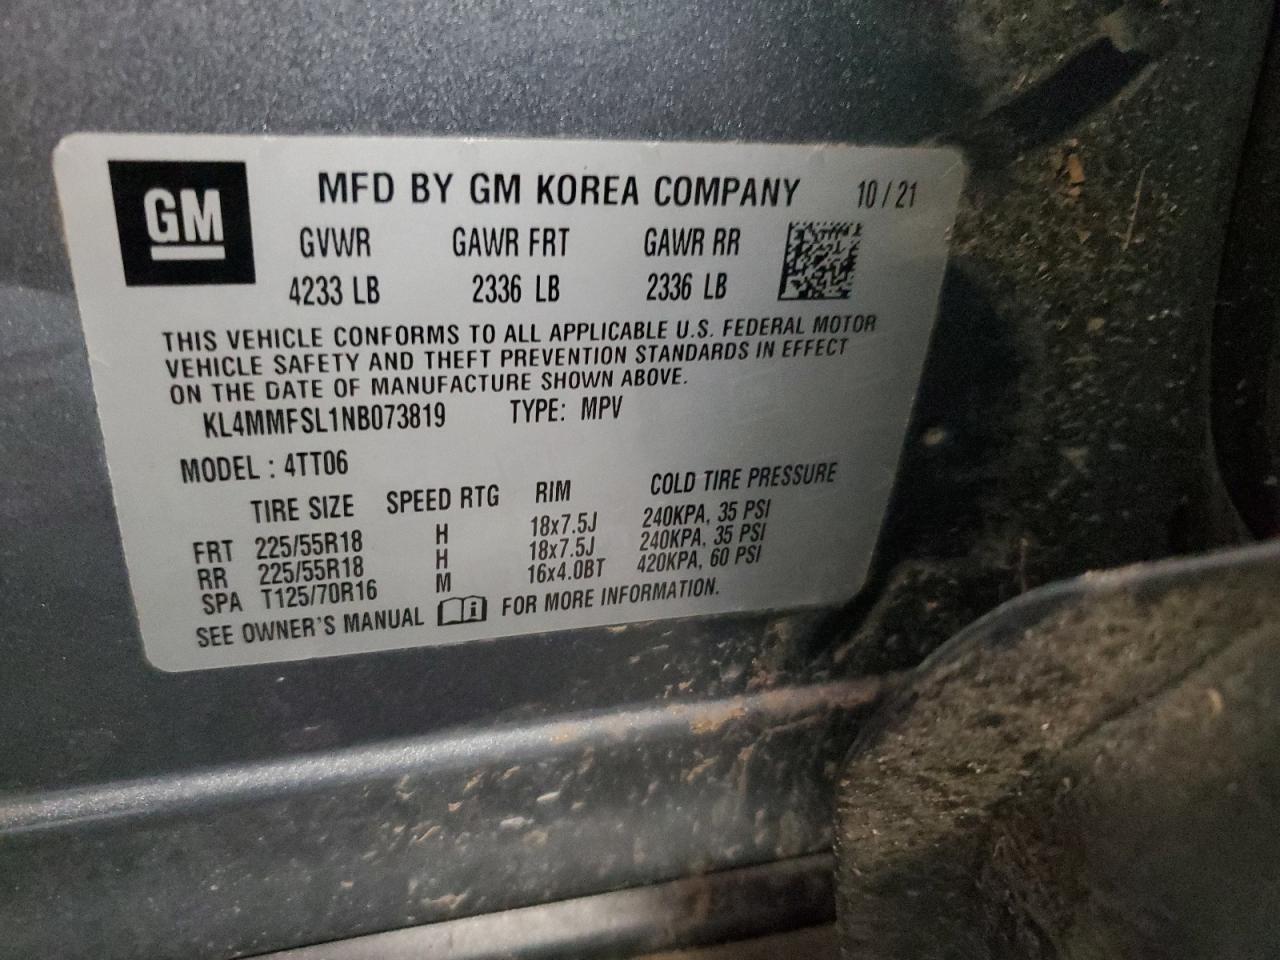 GM
MFD BY GM KOREA COMPANY 10/21
GVWR GAWR FRT GAWR RR
4233 LB 2336 LB 2336 LB
THIS VEHICLE CONFORMS TO ALL APPLICABLE U.S. FEDERAL MOTOR
VEHICLE SAFETY AND THEFT PREVENTION STANDARDS IN EFFECT
ON THE DATE OF MANUFACTURE SHOWN ABOVE.
KL4MMFSL1NB073819 TYPE: MPV
MODEL : 4TT06
TIRE SIZE SPEED RTG RIM COLD TIRE PRESSURE
FRT 225/55R18 H 18x7.5J 240KPA, 35 PSI
RR 225/55R18 H 18x7.5J 240KPA, 35 PSI
SPA T125/70R16 M 16x4.0BT 420KPA, 60 PSI
SEE OWNER'S MANUAL FOR MORE INFORMATION.